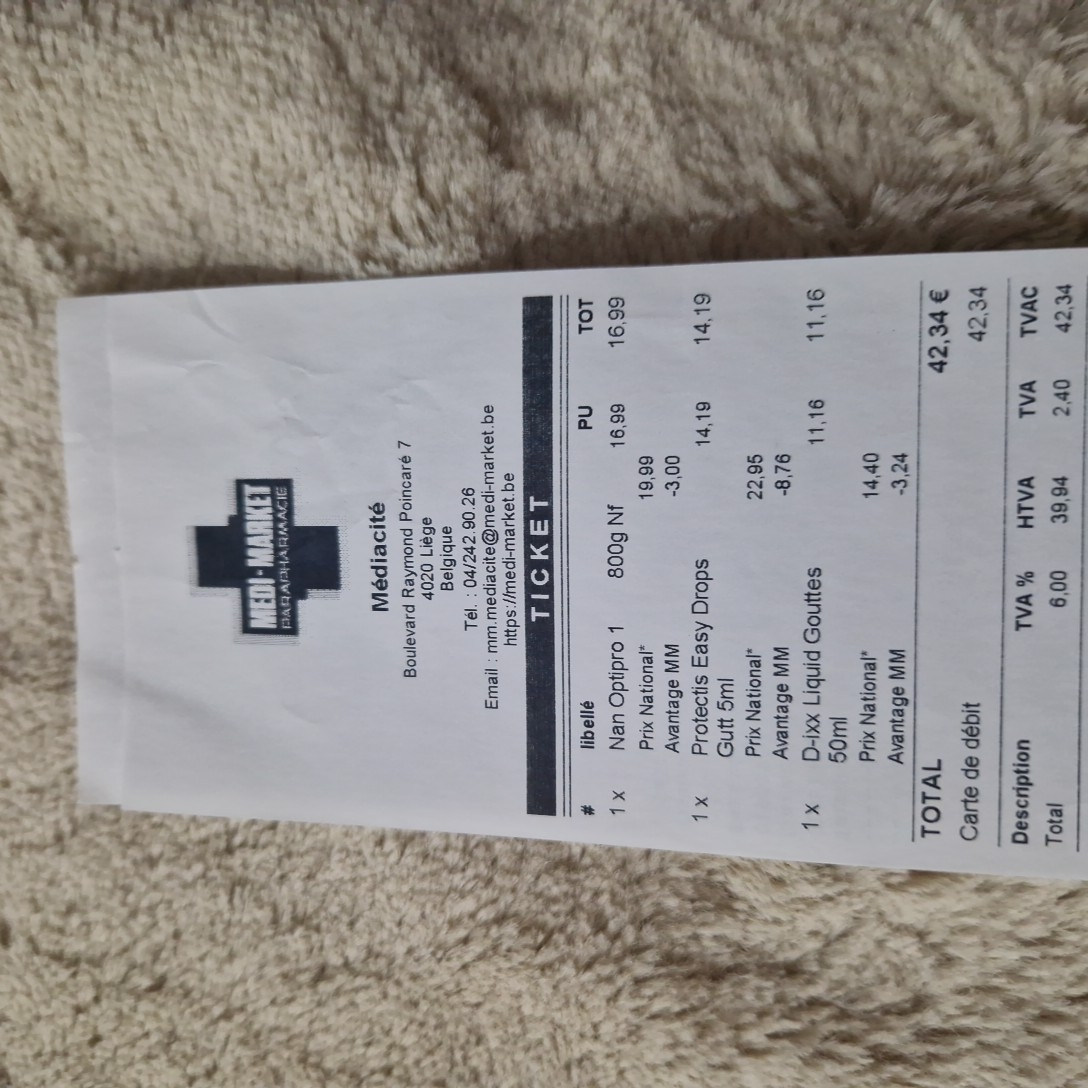 MEDI-MARKET
PARAPHARMACIE
Médiacité
Boulevard Raymond Poincaré 7
4020 Liège
Belgique
Tél. : 04/242.90.26
Email : mm.mediacite@medi-market.be
https://medi-market.be
TICKET
# libellé PU TOT
1 x Nan Optipro 1 800g Nf 16,99 16,99
Prix National* 19,99
Avantage MM -3,00
1 x Protectis Easy Drops 14,19 14,19
Gutt 5ml
Prix National* 22,95
Avantage MM -8,76
1 x D-ixx Liquid Gouttes 11,16 11,16
50ml
Prix National* 14,40
Avantage MM -3,24
TOTAL 42,34 €
Carte de débit 42,34
Description TVA % HTVA TVA TVAC
Total 6,00 39,94 2,40 42,34